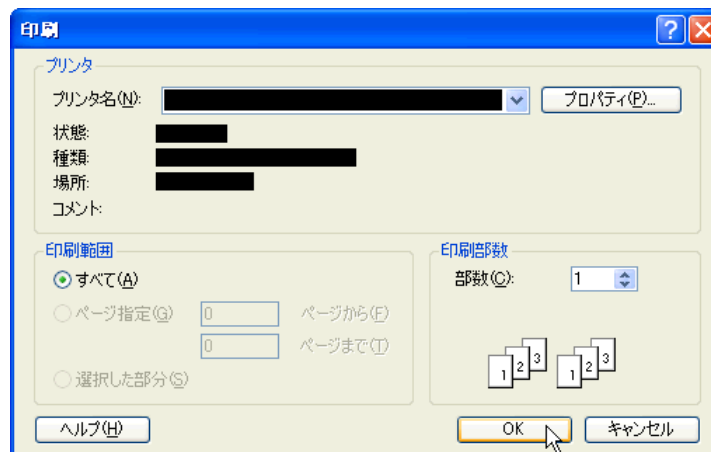 印刷
プリンタ
プリンタ名(N): プロパティ(P)...
状態:
種類:
場所:
コメント:
印刷範囲
すべて(A)
ページ指定(G) 0 ページから(F)
0 ページまで(T)
選択した部分(S)
印刷部数
部数(C): 1
1 2 3 1 2 3
ヘルプ(H) OK キャンセル